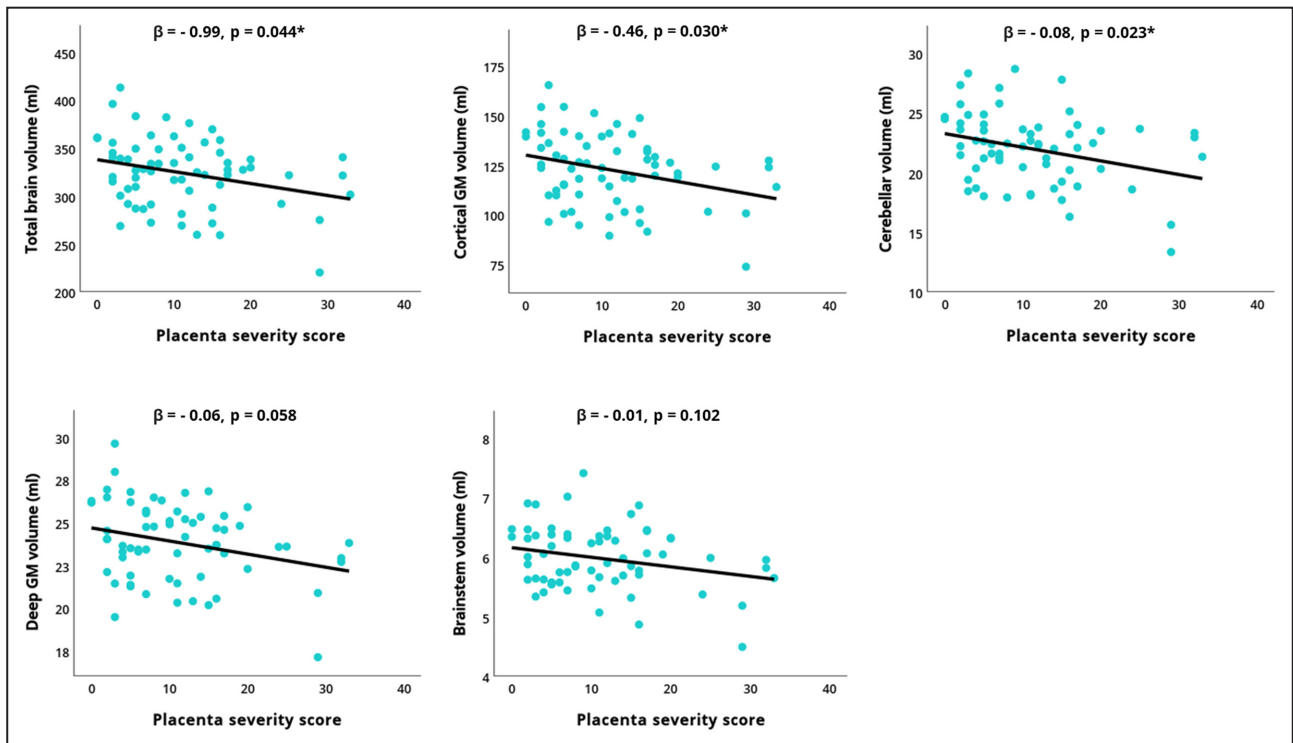 β = - 0.99, p = 0.044*
Total brain volume (ml)
450
400
350
300
250
200
0 10 20 30 40
Placenta severity score
β = - 0.46, p = 0.030*
Cortical GM volume (ml)
175
150
125
100
75
0 10 20 30 40
Placenta severity score
β = - 0.08, p = 0.023*
Cerebellar volume (ml)
30
25
20
15
10
0 10 20 30 40
Placenta severity score
β = - 0.06, p = 0.058
Deep GM volume (ml)
30
28
25
23
20
18
0 10 20 30 40
Placenta severity score
β = - 0.01, p = 0.102
Brainstem volume (ml)
8
7
6
5
4
0 10 20 30 40
Placenta severity score